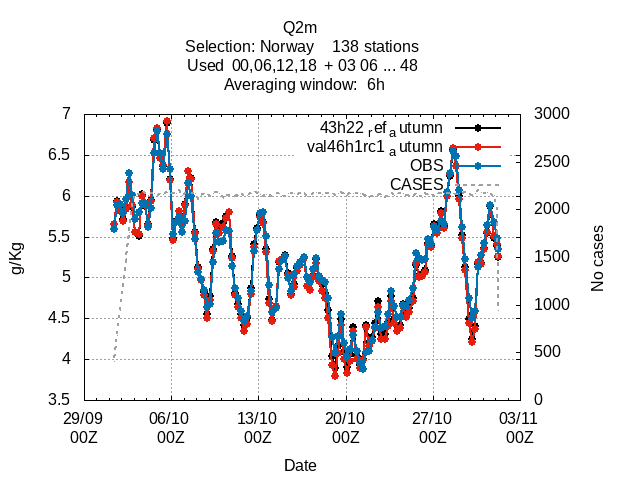 Q2m
Selection: Norway 138 stations
Used 00,06,12,18 + 03 06 ... 48
Averaging window: 6h
43h22 refautumn
val46h1rc1 autumn
OBS
CASES
7
6.5
6
5.5
5
4.5
4
3.5
g/Kg
3000
2500
2000
1500
1000
500
0
No cases
29/09 06/10 13/10 20/10 27/10 03/11
00Z 00Z 00Z 00Z 00Z 00Z
Date